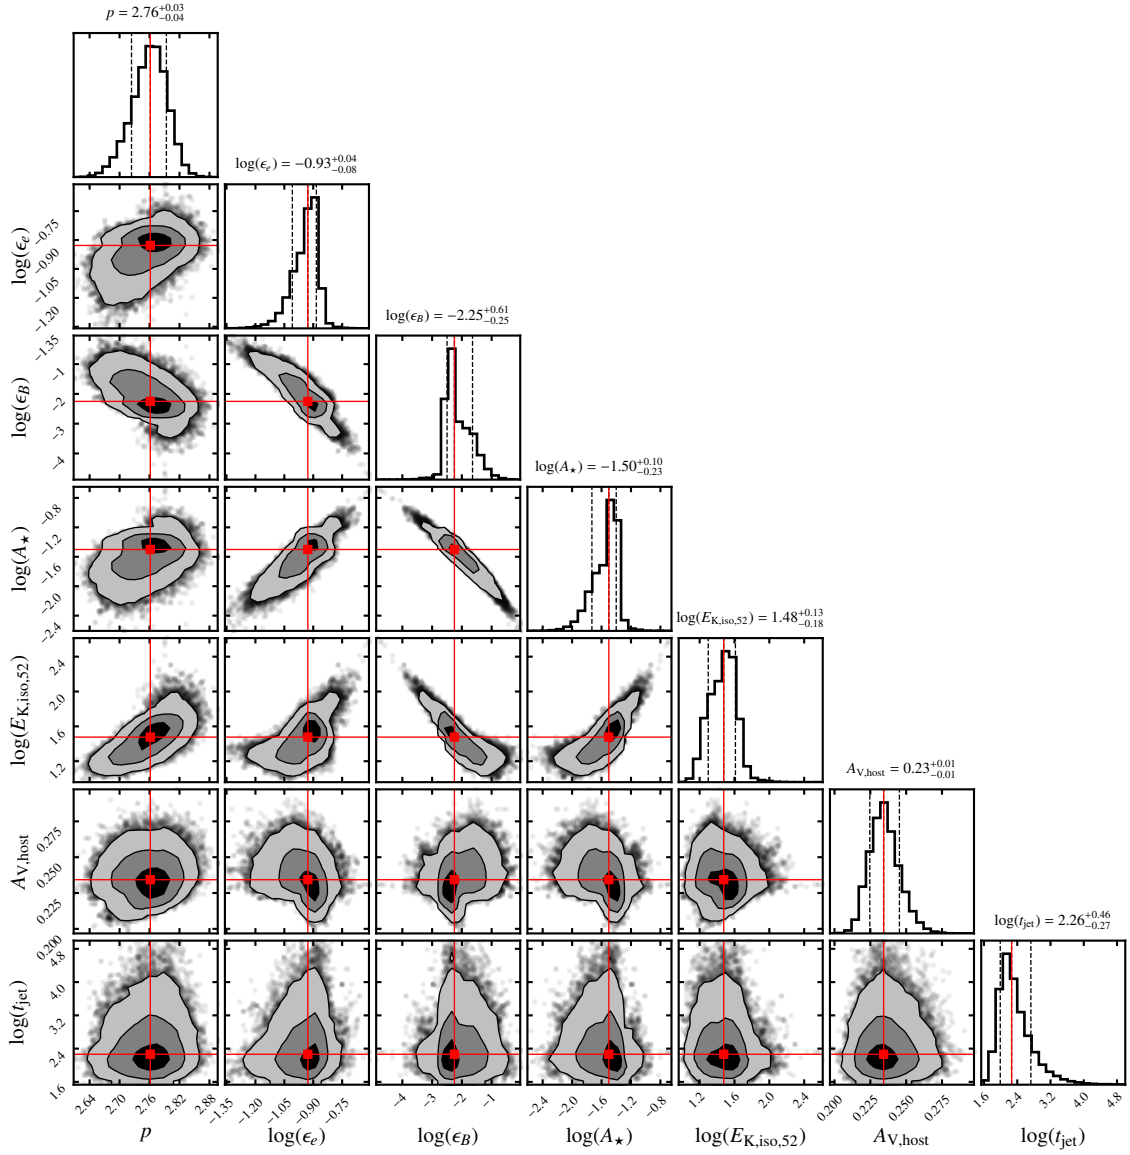 p = 2.76^{+0.03}_{-0.04}
log(ϵ_e) = −0.93^{+0.04}_{-0.08}
log(ϵ_e)
−0.75
−0.90
−1.05
−1.20
log(ϵ_B) = −2.25^{+0.61}_{-0.25}
log(ϵ_B)
−1.35
−1
−2
−3
−4
log(A_⋆) = −1.50^{+0.10}_{-0.23}
log(A_⋆)
−0.8
−1.2
−1.6
−2.0
−2.4
log(E_{K,iso,52}) = 1.48^{+0.13}_{-0.18}
log(E_{K,iso,52})
2.4
2.0
1.6
1.2
A_{V,host} = 0.23^{+0.01}_{-0.01}
A_{V,host}
0.275
0.250
0.225
0.200
log(t_{jet}) = 2.26^{+0.46}_{-0.27}
log(t_{jet})
4.8
4.0
3.2
2.4
1.6
2.64 2.70 2.76 2.82 2.88
−1.35 −1.20 −1.05 −0.90 −0.75
−4 −3 −2 −1
−2.4 −2.0 −1.6 −1.2 −0.8
1.2 1.6 2.0 2.4
0.200 0.225 0.250 0.275
1.6 2.4 3.2 4.0 4.8
p log(ϵ_e) log(ϵ_B) log(A_⋆) log(E_{K,iso,52}) A_{V,host} log(t_{jet})